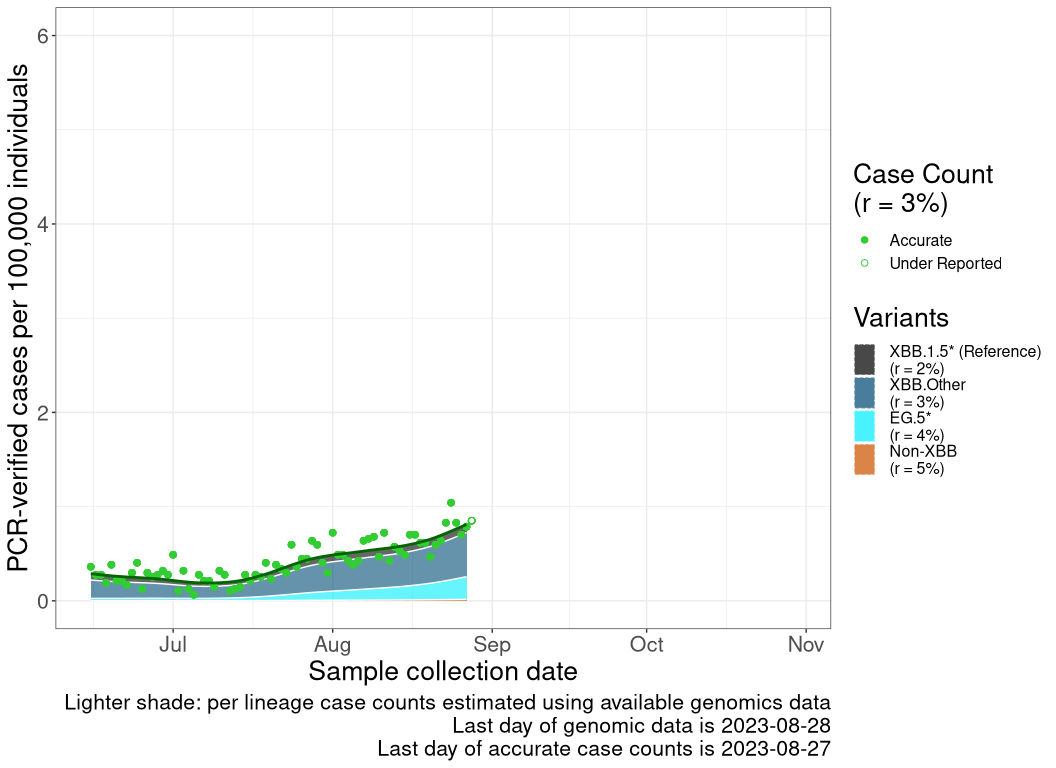 PCR-verified cases per 100,000 individuals
6
4
2
0
Jul Aug Sep Oct Nov
Sample collection date
Lighter shade: per lineage case counts estimated using available genomics data
Last day of genomic data is 2023-08-28
Last day of accurate case counts is 2023-08-27
Case Count
(r = 3%)
Accurate
Under Reported
Variants
XBB.1.5* (Reference)
(r = 2%)
XBB.Other
(r = 3%)
EG.5*
(r = 4%)
Non-XBB
(r = 5%)